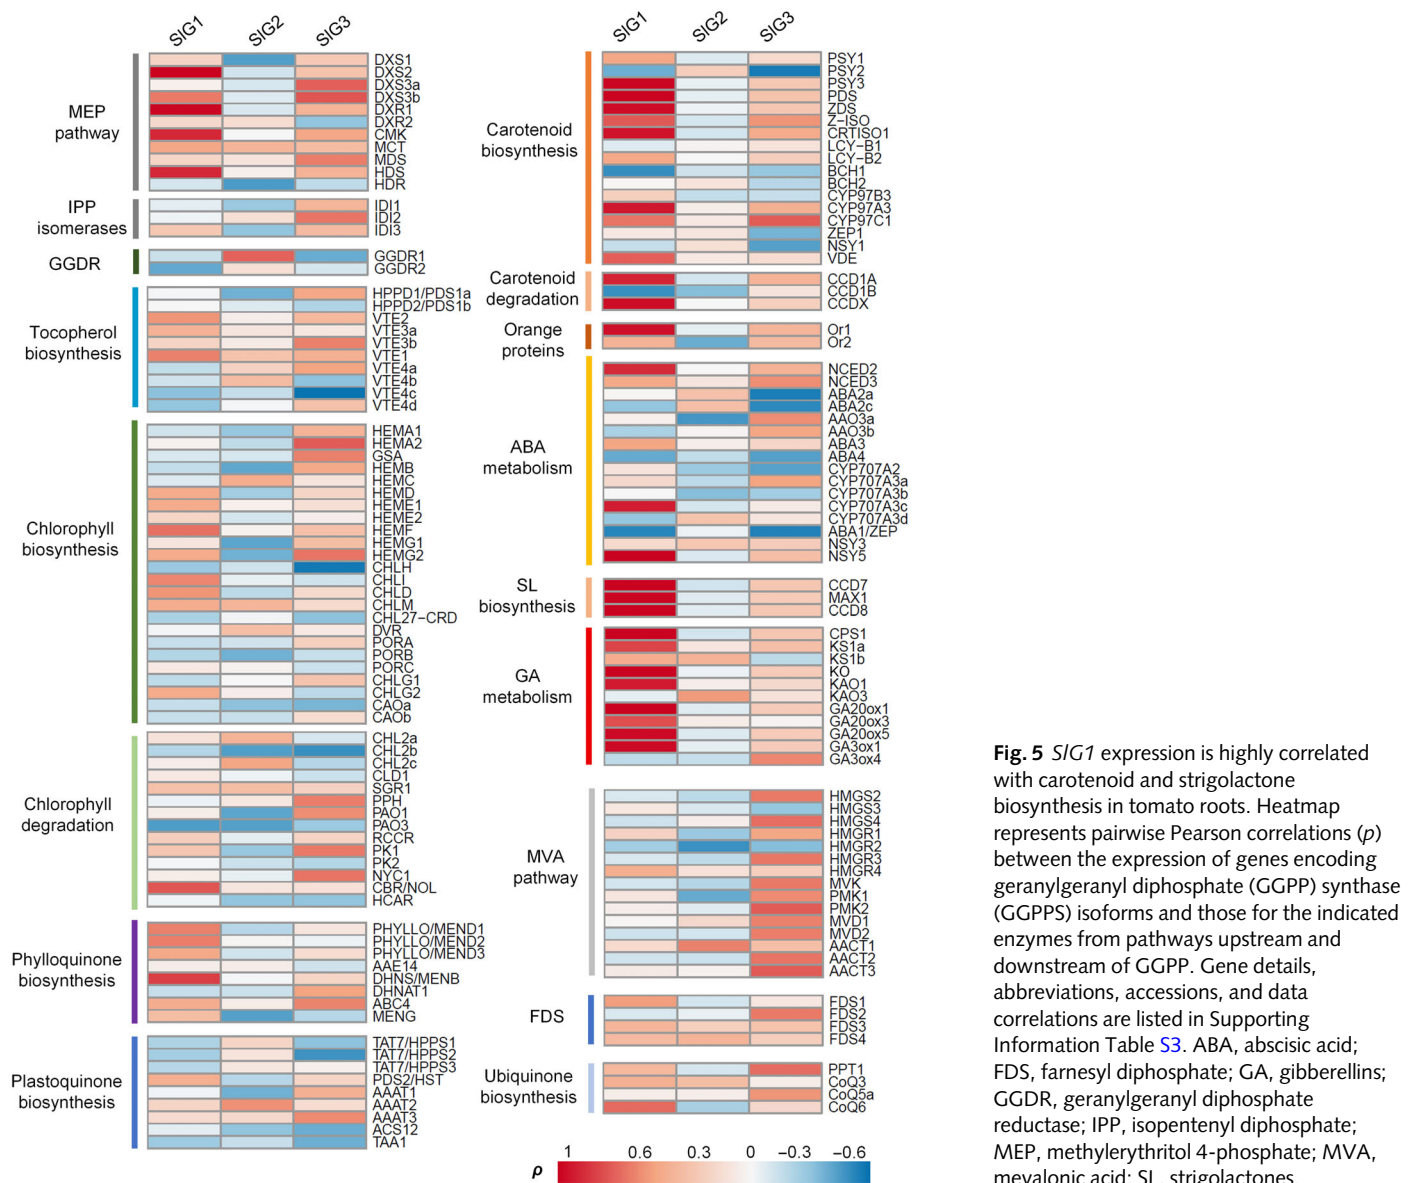 SlG1 SlG2 SlG3
MEP
pathway
DXS1
DXS2
DXS3a
DXS3b
DXR1
DXR2
CMK
MCT
MDS
HDS
HDR
IPP
isomerases
IDI1
IDI2
IDI3
GGDR
GGDR1
GGDR2
Tocopherol
biosynthesis
HPPD1/PDS1a
HPPD2/PDS1b
VTE2
VTE3a
VTE3b
VTE1
VTE4a
VTE4b
VTE4c
VTE4d
Chlorophyll
biosynthesis
HEMA1
HEMA2
GSA
HEMB
HEMC
HEMD
HEME1
HEME2
HEMF
HEMG1
HEMG2
CHLH
CHLI
CHLD
CHLM
CHL27−CRD
DVR
PORA
PORB
PORC
CHLG1
CHLG2
CAOa
CAOb
Chlorophyll
degradation
CHL2a
CHL2b
CHL2c
CLD1
SGR1
PPH
PAO1
PAO3
RCCR
PK1
PK2
NYC1
CBR/NOL
HCAR
Phylloquinone
biosynthesis
PHYLLO/MEND1
PHYLLO/MEND2
PHYLLO/MEND3
AAE14
DHNS/MENB
DHNAT1
ABC4
MENG
Plastoquinone
biosynthesis
TAT7/HPPS1
TAT7/HPPS2
TAT7/HPPS3
PDS2/HST
AAAT1
AAAT2
AAAT3
ACS12
TAA1
SlG1 SlG2 SlG3
Carotenoid
biosynthesis
PSY1
PSY2
PSY3
PDS
ZDS
Z−ISO
CRTISO1
LCY−B1
LCY−B2
BCH1
BCH2
CYP97B3
CYP97A3
CYP97C1
ZEP1
NSY1
VDE
Carotenoid
degradation
CCD1A
CCD1B
CCDX
Orange
proteins
Or1
Or2
ABA
metabolism
NCED2
NCED3
ABA2a
ABA2c
AAO3a
AAO3b
ABA3
ABA4
CYP707A2
CYP707A3a
CYP707A3b
CYP707A3c
CYP707A3d
ABA1/ZEP
NSY3
NSY5
SL
biosynthesis
CCD7
MAX1
CCD8
GA
metabolism
CPS1
KS1a
KS1b
KO
KAO1
KAO3
GA20ox1
GA20ox3
GA20ox5
GA3ox1
GA3ox4
MVA
pathway
HMGS2
HMGS3
HMGS4
HMGR1
HMGR2
HMGR3
HMGR4
MVK
PMK1
PMK2
MVD1
MVD2
AACT1
AACT2
AACT3
FDS
FDS1
FDS2
FDS3
FDS4
Ubiquinone
biosynthesis
PPT1
CoQ3
CoQ5a
CoQ6
1 0.6 0.3 0 −0.3 −0.6
ρ
Fig. 5 SlG1 expression is highly correlated
with carotenoid and strigolactone
biosynthesis in tomato roots. Heatmap
represents pairwise Pearson correlations (ρ)
between the expression of genes encoding
geranylgeranyl diphosphate (GGPP) synthase
(GGPPS) isoforms and those for the indicated
enzymes from pathways upstream and
downstream of GGPP. Gene details,
abbreviations, accessions, and data
correlations are listed in Supporting
Information Table S3. ABA, abscisic acid;
FDS, farnesyl diphosphate; GA, gibberellins;
GGDR, geranylgeranyl diphosphate
reductase; IPP, isopentenyl diphosphate;
MEP, methylerythritol 4-phosphate; MVA,
mevalonic acid; SL, strigolactones